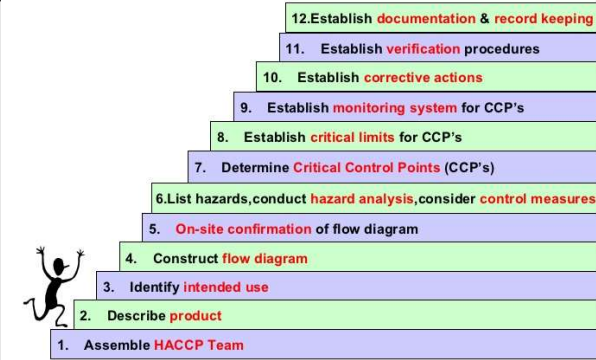 12.Establish documentation & record keeping
11. Establish verification procedures
10. Establish corrective actions
9. Establish monitoring system for CCP's
8. Establish critical limits for CCP's
7. Determine Critical Control Points (CCP's)
6.List hazards,conduct hazard analysis,consider control measures
5. On-site confirmation of flow diagram
4. Construct flow diagram
3. Identify intended use
2. Describe product
1. Assemble HACCP Team